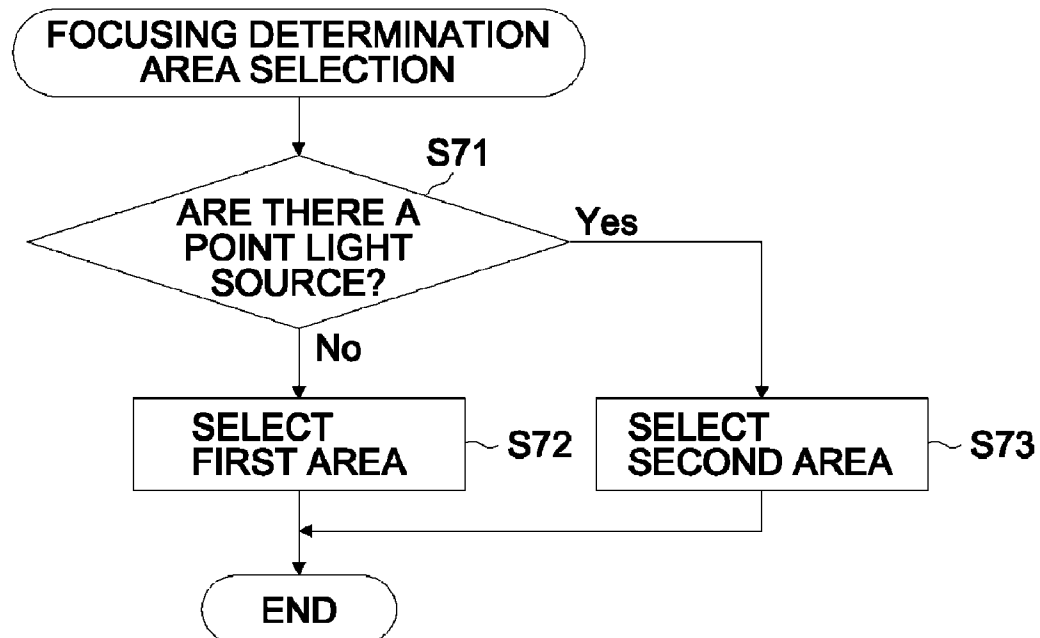 FOCUSING DETERMINATION
AREA SELECTION
S71
ARE THERE A
POINT LIGHT
SOURCE?
Yes
No
SELECT
FIRST AREA
S72
SELECT
SECOND AREA
S73
END